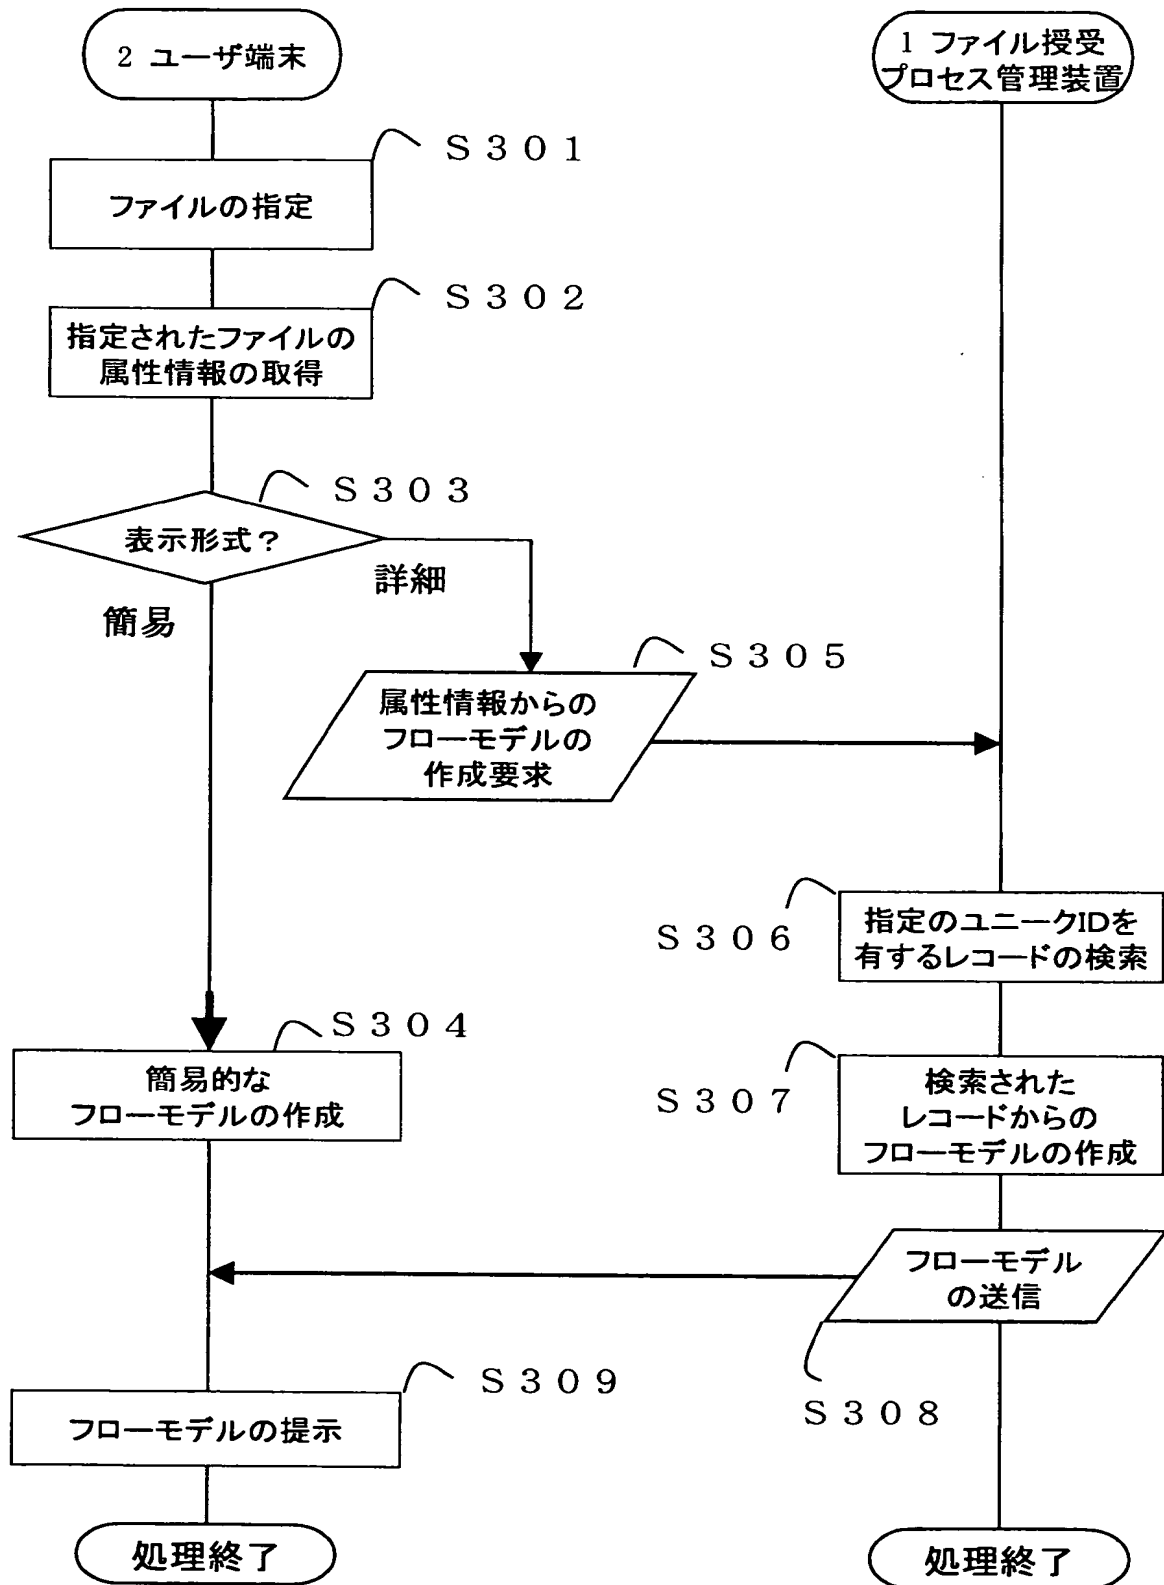 2 ユーザ端末
1 ファイル授受
プロセス管理装置
S301
ファイルの指定
S302
指定されたファイルの
属性情報の取得
S303
表示形式?
詳細
簡易
S305
属性情報からの
フローモデルの
作成要求
S306
指定のユニークIDを
有するレコードの検索
S304
簡易的な
フローモデルの作成
S307
検索された
レコードからの
フローモデルの作成
フローモデル
の送信
S308
S309
フローモデルの提示
処理終了
処理終了